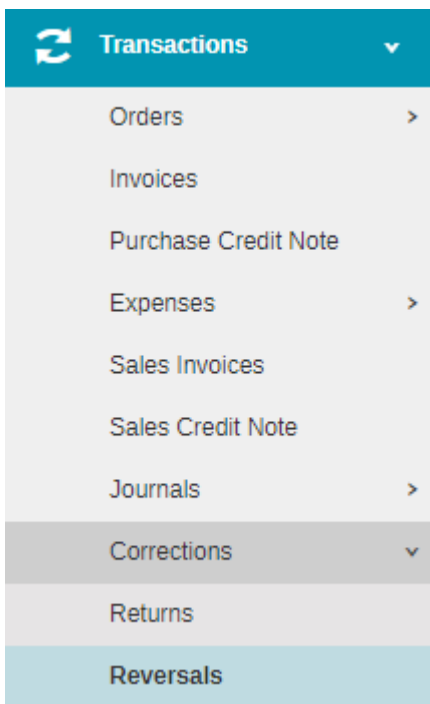 Transactions
Orders
Invoices
Purchase Credit Note
Expenses
Sales Invoices
Sales Credit Note
Journals
Corrections
Returns
Reversals